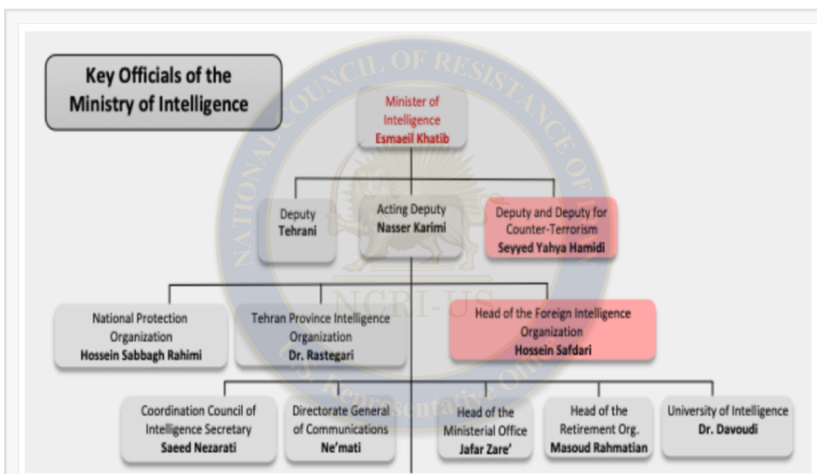 Key Officials of the
Ministry of Intelligence
Minister of
Intelligence
Esmaeil Khatib
Deputy
Tehrani
Acting Deputy
Nasser Karimi
Deputy and Deputy for
Counter-Terrorism
Seyyed Yahya Hamidi
National Protection
Organization
Hossein Sabbagh Rahimi
Tehran Province Intelligence
Organization
Dr. Rastegari
Head of the Foreign Intelligence
Organization
Hossein Safdari
Coordination Council of
Intelligence Secretary
Saeed Nezarati
Directorate General
of Communications
Ne'mati
Head of the
Ministerial Office
Jafar Zare'
Head of the
Retirement Org.
Masoud Rahmatian
University of Intelligence
Dr. Davoudi
NATIONAL COUNCIL OF RESISTANCE OF IRAN
NCRI-US
U.S. Representative Office